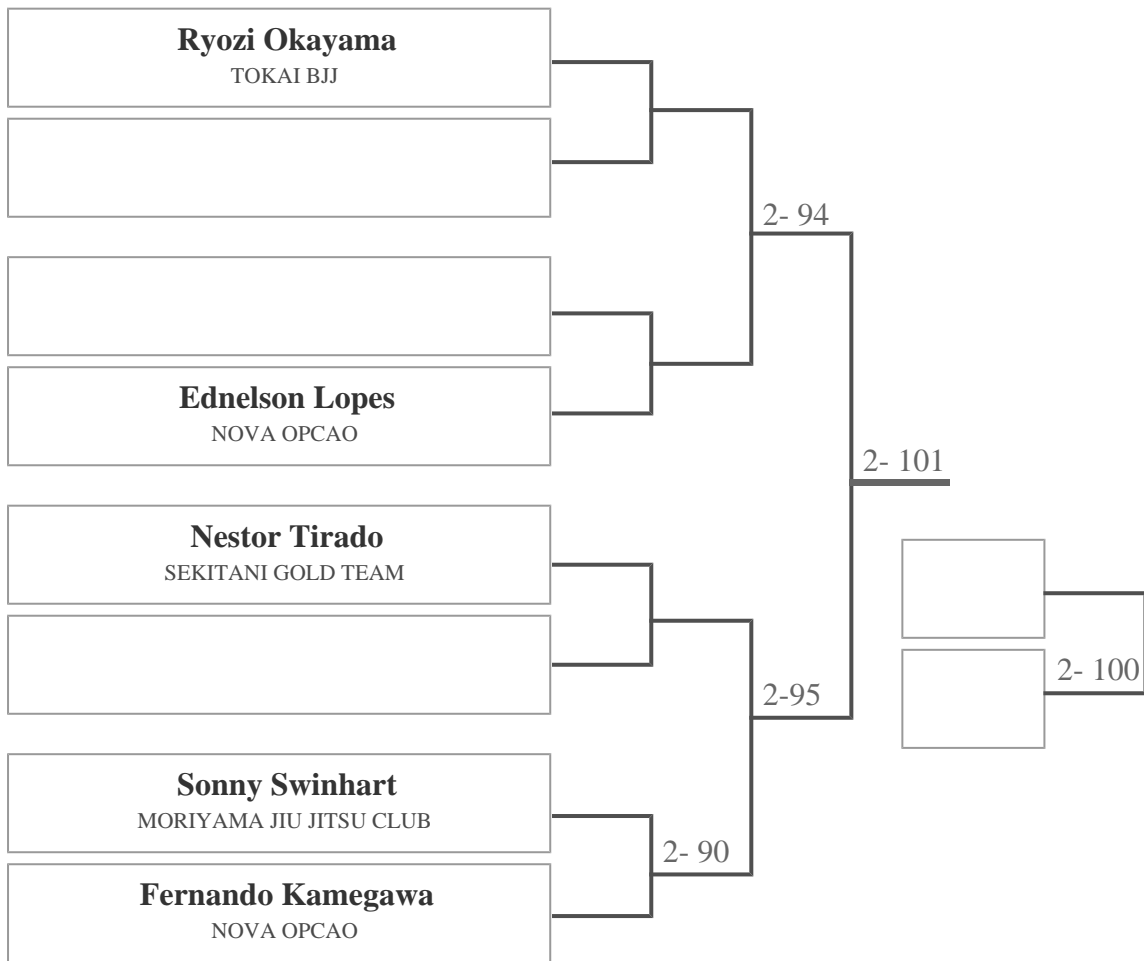 Ryozi Okayama
TOKAI BJJ
2- 94
Ednelson Lopes
NOVA OPCAO
2- 101
Nestor Tirado
SEKITANI GOLD TEAM
2- 100
2-95
Sonny Swinhart
MORIYAMA JIU JITSU CLUB
2- 90
Fernando Kamegawa
NOVA OPCAO